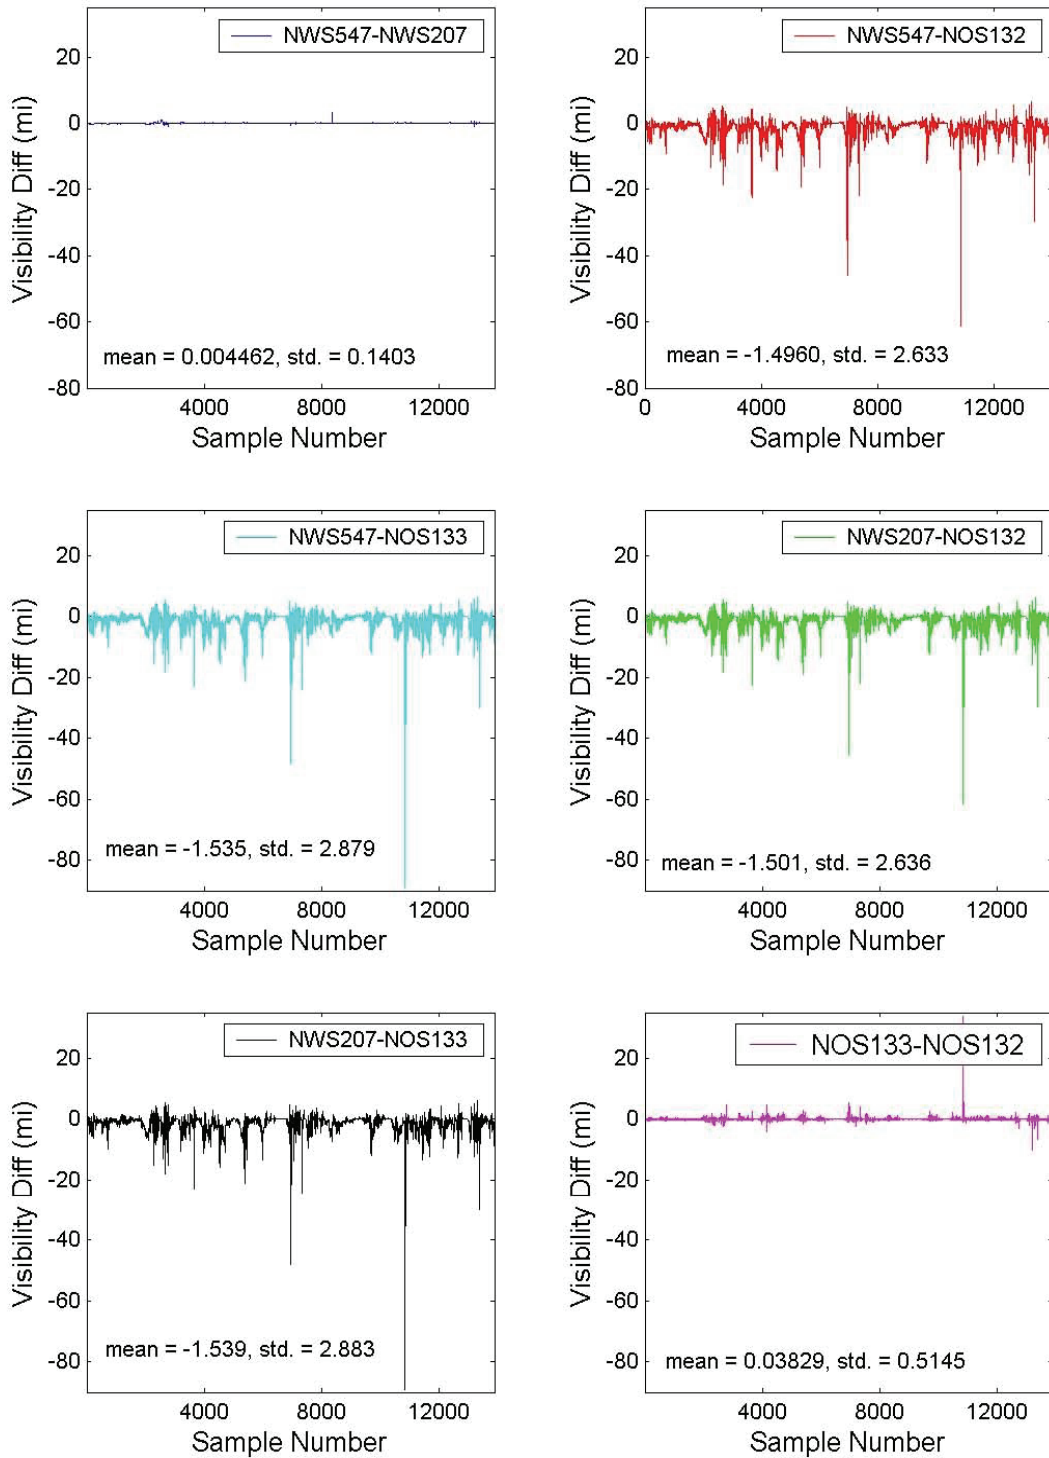 NWS547-NWS207
20
0
-20
-40
-60
-80
Visibility Diff (mi)
mean = 0.004462, std. = 0.1403
4000 8000 12000
Sample Number
NWS547-NOS132
20
0
-20
-40
-60
-80
Visibility Diff (mi)
mean = -1.4960, std. = 2.633
0 4000 8000 12000
Sample Number
NWS547-NOS133
20
0
-20
-40
-60
-80
Visibility Diff (mi)
mean = -1.535, std. = 2.879
4000 8000 12000
Sample Number
NWS207-NOS132
20
0
-20
-40
-60
-80
Visibility Diff (mi)
mean = -1.501, std. = 2.636
4000 8000 12000
Sample Number
NWS207-NOS133
20
0
-20
-40
-60
-80
Visibility Diff (mi)
mean = -1.539, std. = 2.883
4000 8000 12000
Sample Number
NOS133-NOS132
20
0
-20
-40
-60
-80
Visibility Diff (mi)
mean = 0.03829, std. = 0.5145
4000 8000 12000
Sample Number